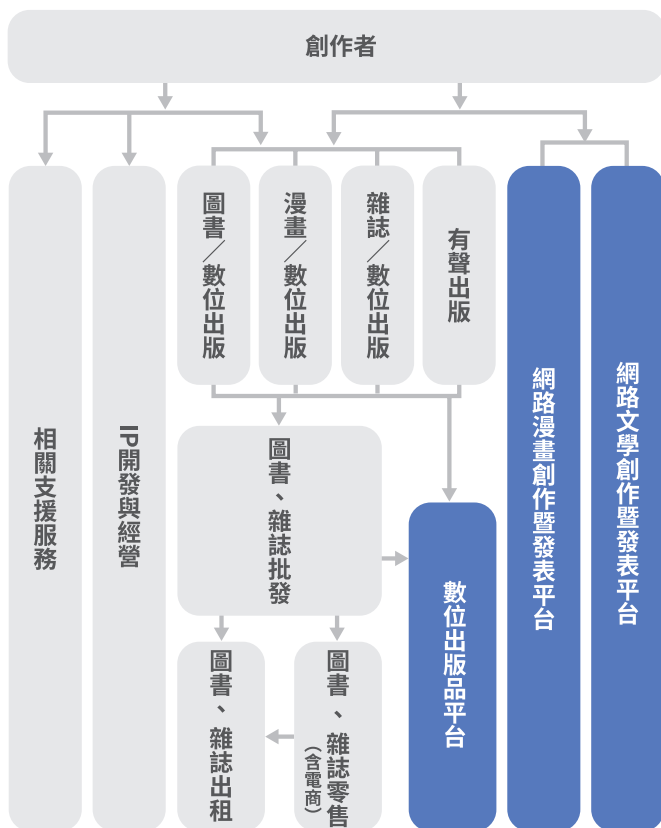 創作者
相關支援服務
IP開發與經營
圖書／數位出版
漫畫／數位出版
雜誌／數位出版
有聲出版
網路漫畫創作暨發表平台
網路文學創作暨發表平台
圖書、雜誌批發
數位出版品平台
圖書、雜誌出租
圖書、雜誌零售
（含電商）